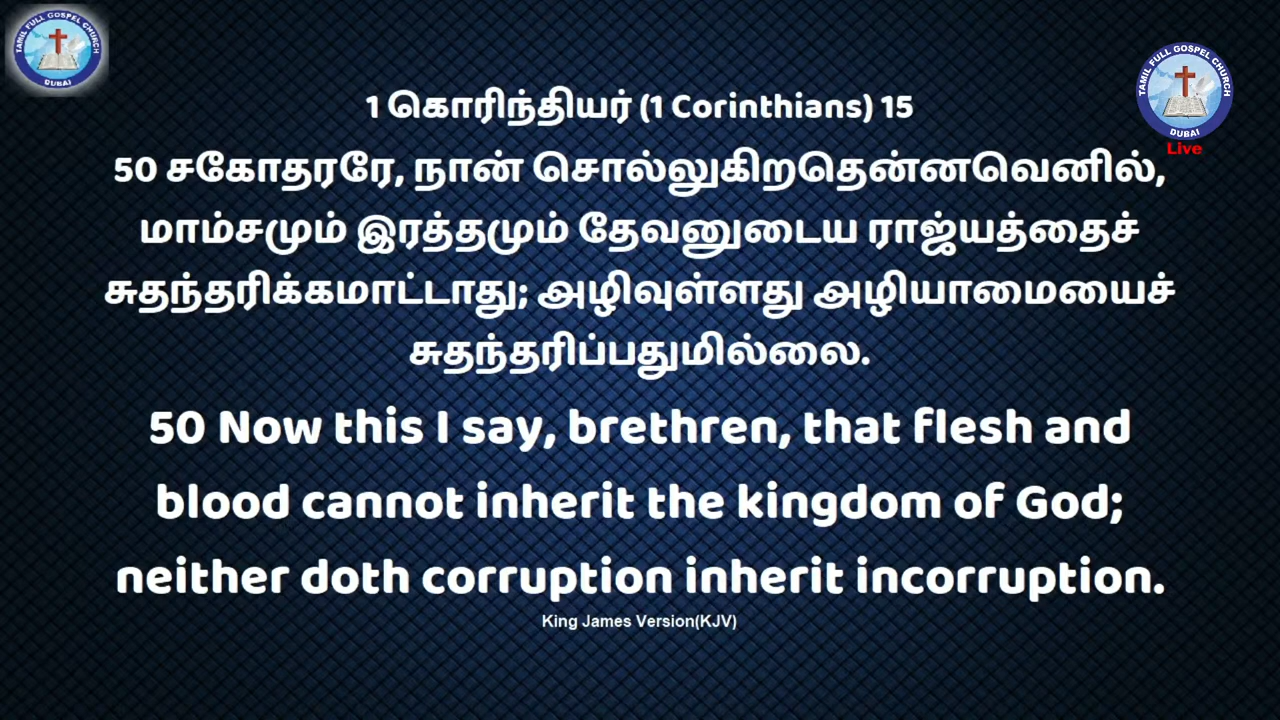 TAMIL FULL GOSPEL CHURCH
DUBAI
TAMIL FULL GOSPEL CHURCH
DUBAI
Live
1 கொரிந்தியர் (1 Corinthians) 15
50 சகோதரரே, நான் சொல்லுகிறதென்னவெனில்,
மாம்சமும் இரத்தமும் தேவனுடைய ராஜ்யத்தைச்
சுதந்தரிக்கமாட்டாது; அழிவுள்ளது அழியாமையைச்
சுதந்தரிப்பதுமில்லை.
50 Now this I say, brethren, that flesh and
blood cannot inherit the kingdom of God;
neither doth corruption inherit incorruption.
King James Version(KJV)